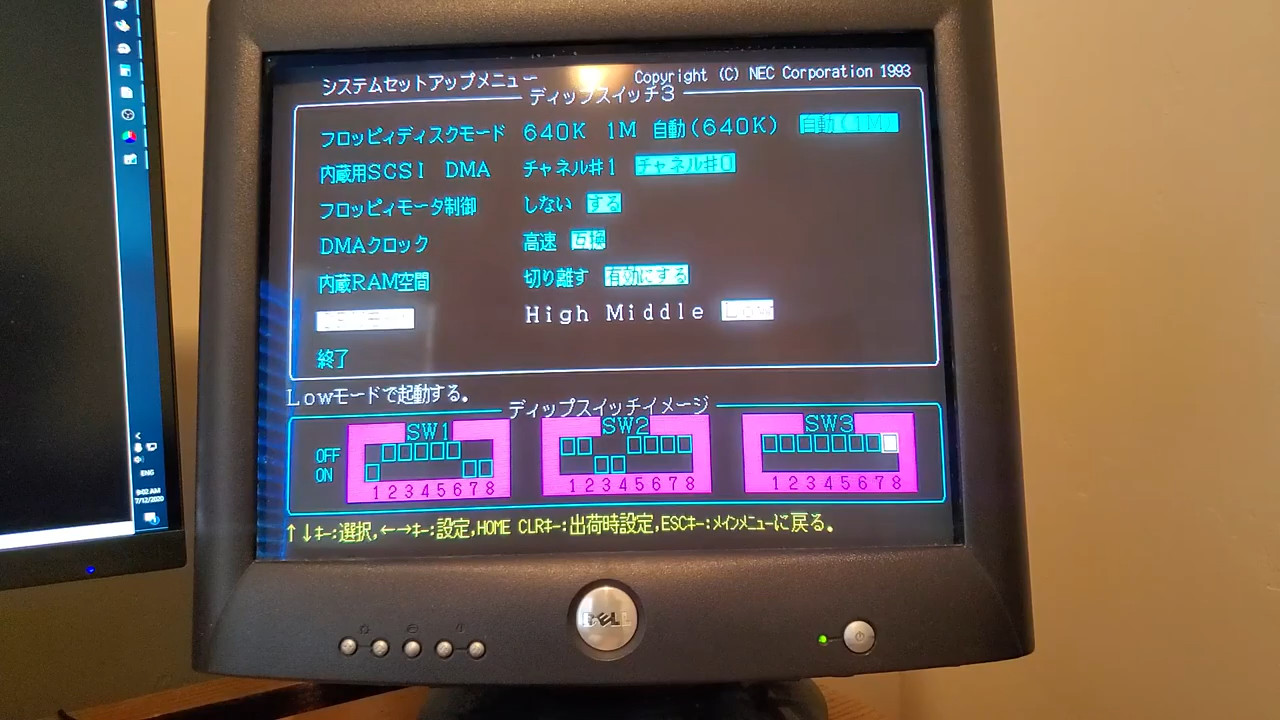 システムセットアップメニュー Copyright (C) NEC Corporation 1993
ディップスイッチ3
フロッピィディスクモード 640K 1M 自動(640K) 自動(1M)
内蔵用SCSI DMA チャネル#1 チャネル#0
フロッピィモータ制御 しない する
DMAクロック 高速 互換
内蔵RAM空間 切り離す 有効にする
High Middle Low
終了
Lowモードで起動する。
ディップスイッチイメージ
SW1 SW2 SW3
OFF
ON
12345678 12345678 12345678
↑↓キー:選択,←→キー:設定,HOME CLRキー:出荷時設定,ESCキー:メインメニューに戻る。
DELL
ENG
9:02 AM
7/12/2020